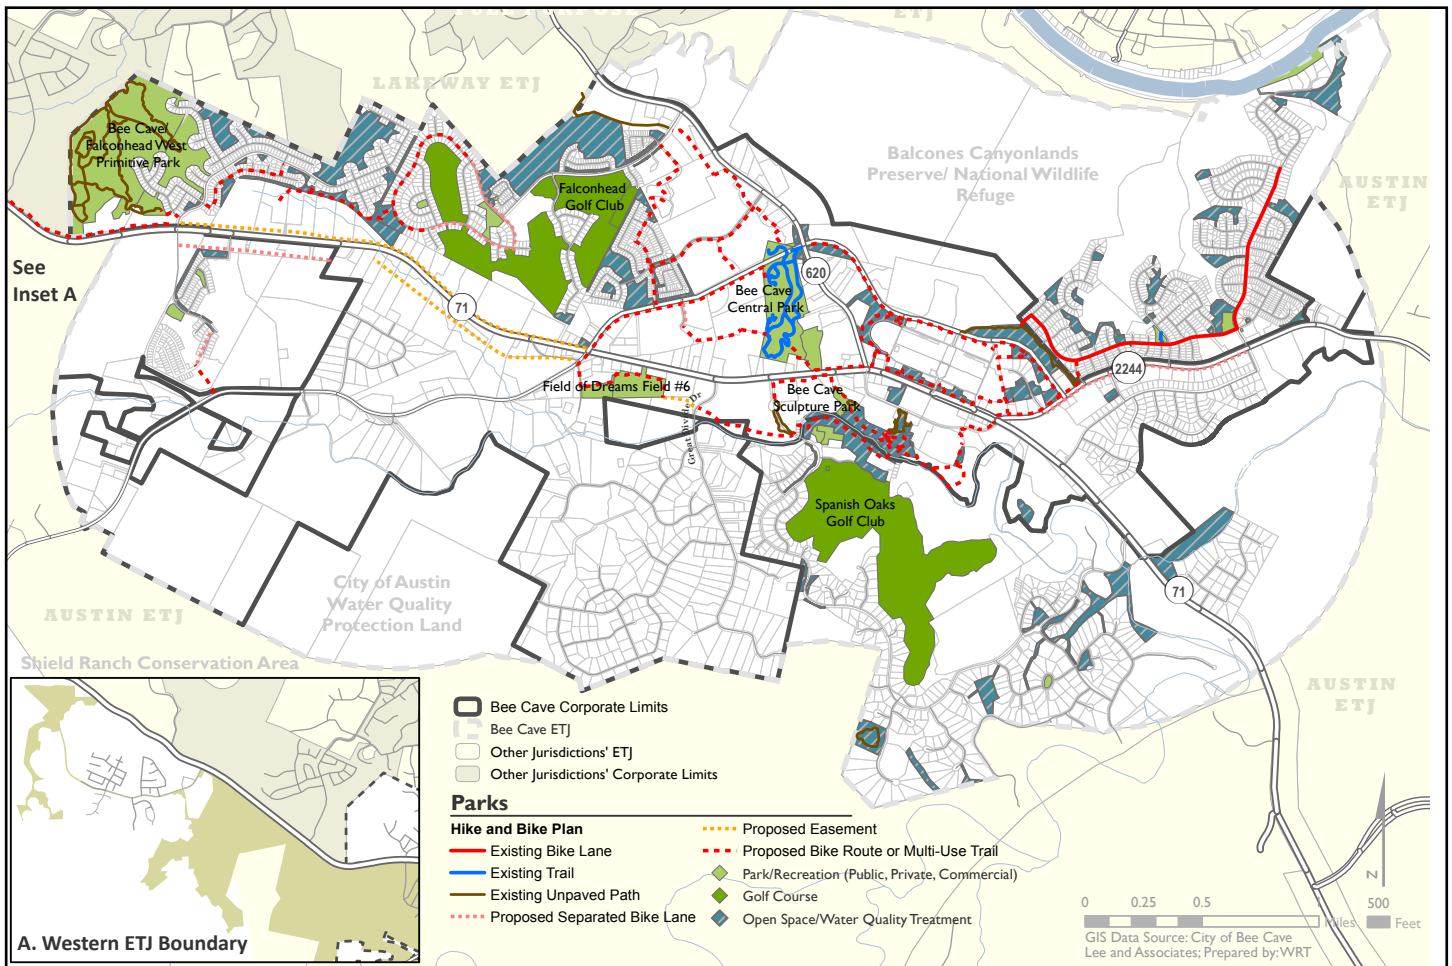 FULL PURPOSE
ETJ
LAKEWAY ETJ
Bee Cave/
Falconhead West
Primitive Park
Falconhead
Golf Club
Balcones Canyonlands
Preserve/ National Wildlife
Refuge
AUSTIN
ETJ
See
Inset A
620
Bee Cave
Central Park
71
2244
Field of Dreams Field #6
Bee Cave
Sculpture Park
Great Divide Dr
Spanish Oaks
Golf Club
City of Austin
Water Quality
Protection Land
71
AUSTIN ETJ
Shield Ranch Conservation Area
AUSTIN
ETJ
A. Western ETJ Boundary
Bee Cave Corporate Limits
Bee Cave ETJ
Other Jurisdictions' ETJ
Other Jurisdictions' Corporate Limits
Parks
Hike and Bike Plan
Existing Bike Lane
Existing Trail
Existing Unpaved Path
Proposed Separated Bike Lane
Proposed Easement
Proposed Bike Route or Multi-Use Trail
Park/Recreation (Public, Private, Commercial)
Golf Course
Open Space/Water Quality Treatment
N
0 0.25 0.5
Miles
500
Feet
GIS Data Source: City of Bee Cave
Lee and Associates; Prepared by: WRT